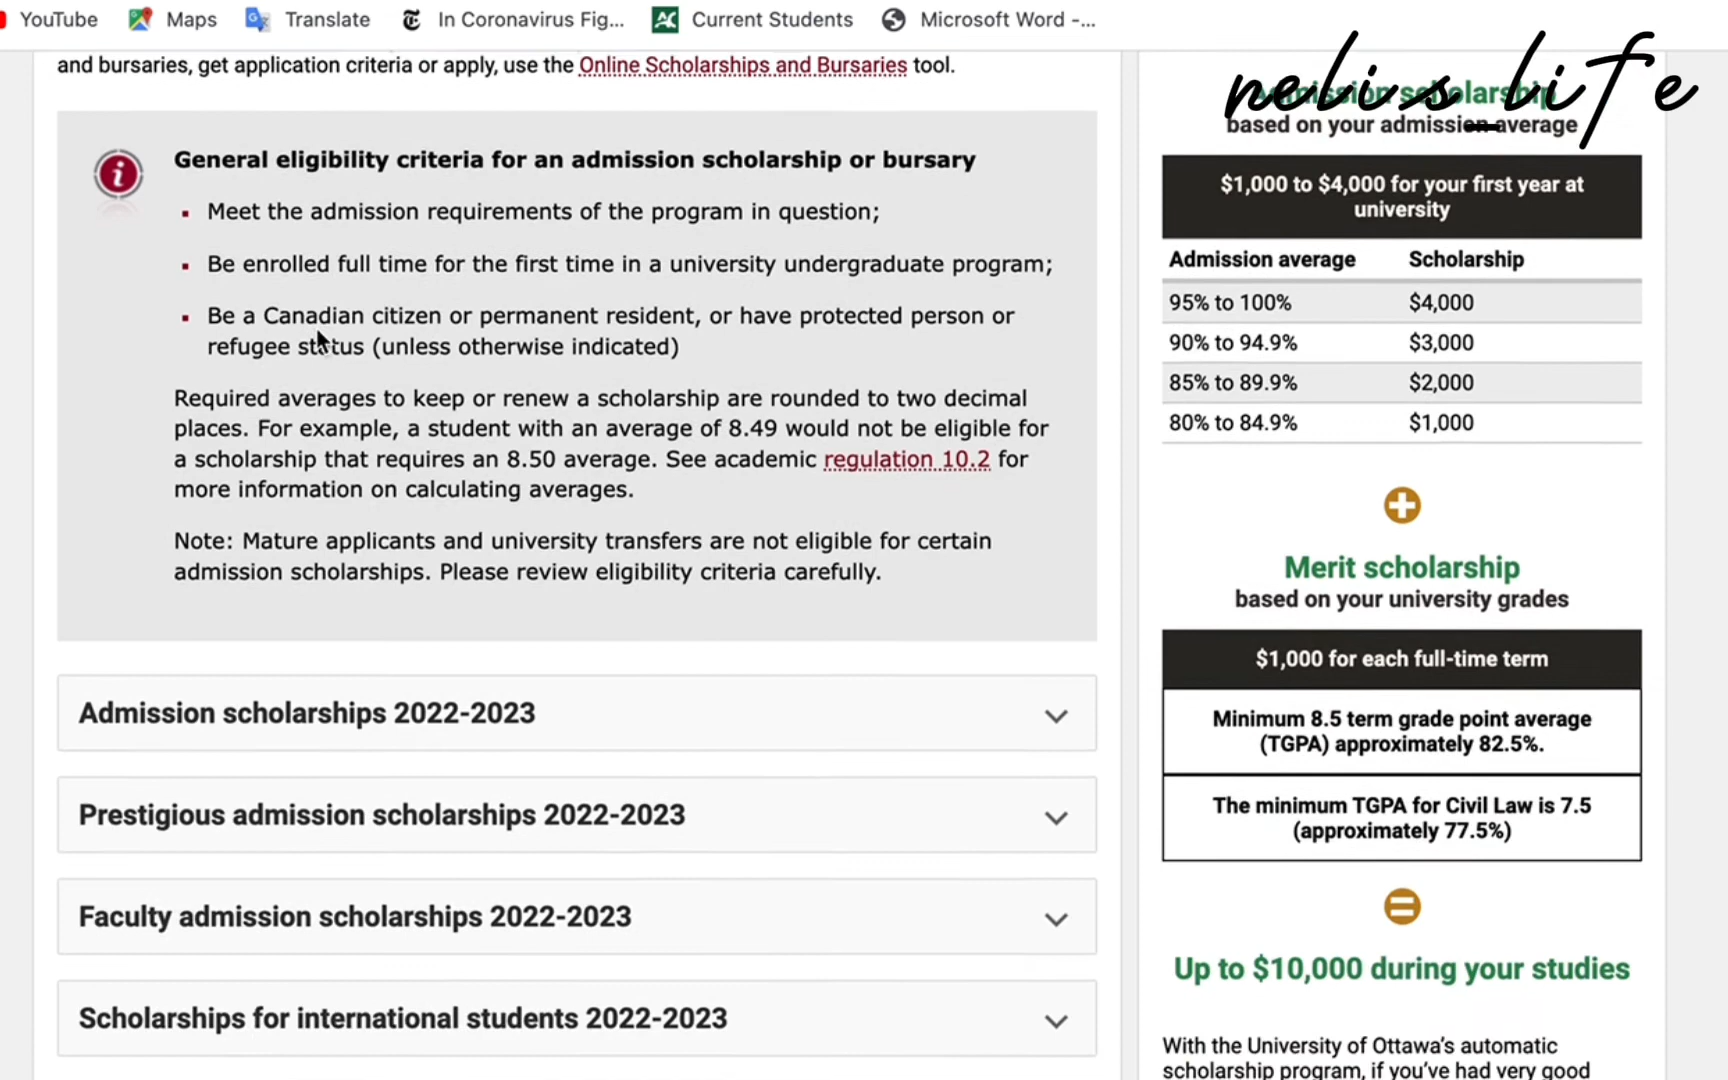 YouTube Maps Translate In Coronavirus Fig... Current Students Microsoft Word -...
and bursaries, get application criteria or apply, use the Online Scholarships and Bursaries tool.
General eligibility criteria for an admission scholarship or bursary
Meet the admission requirements of the program in question;
Be enrolled full time for the first time in a university undergraduate program;
Be a Canadian citizen or permanent resident, or have protected person or
refugee status (unless otherwise indicated)
Required averages to keep or renew a scholarship are rounded to two decimal
places. For example, a student with an average of 8.49 would not be eligible for
a scholarship that requires an 8.50 average. See academic regulation 10.2 for
more information on calculating averages.
Note: Mature applicants and university transfers are not eligible for certain
admission scholarships. Please review eligibility criteria carefully.
Admission scholarships 2022-2023
Prestigious admission scholarships 2022-2023
Faculty admission scholarships 2022-2023
Scholarships for international students 2022-2023
nelis_life
Admission scholarship
based on your admission average
$1,000 to $4,000 for your first year at
university
Admission average Scholarship
95% to 100% $4,000
90% to 94.9% $3,000
85% to 89.9% $2,000
80% to 84.9% $1,000
Merit scholarship
based on your university grades
$1,000 for each full-time term
Minimum 8.5 term grade point average
(TGPA) approximately 82.5%.
The minimum TGPA for Civil Law is 7.5
(approximately 77.5%)
Up to $10,000 during your studies
With the University of Ottawa's automatic
scholarship program, if you've had very good